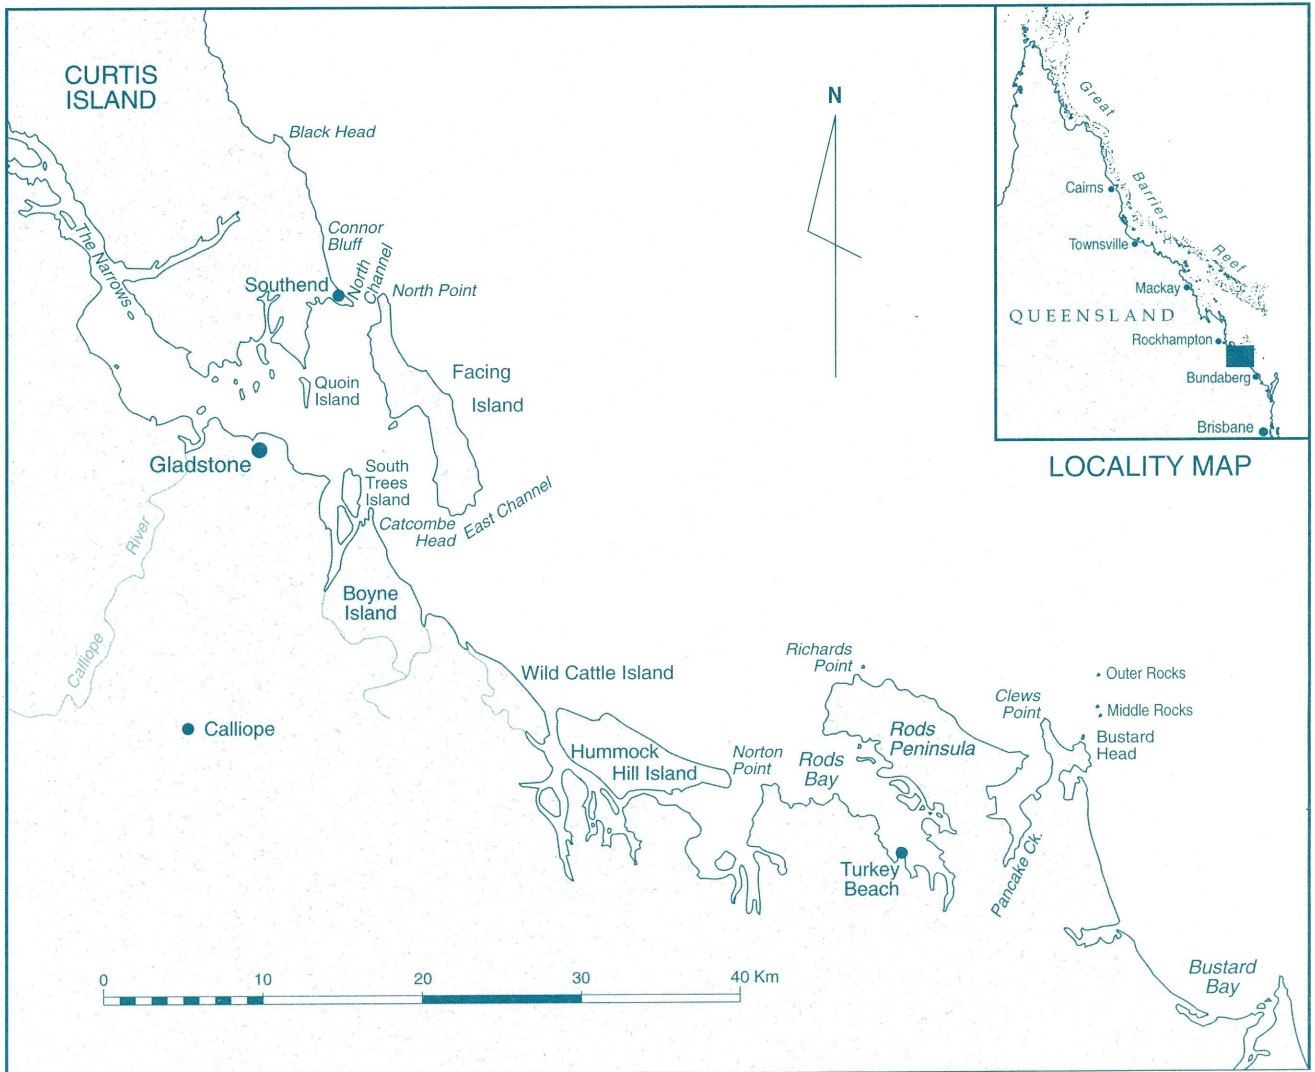 CURTIS
ISLAND
Black Head
Connor
Bluff
The Narrows
Southend
North
Channel
North Point
Quoin
Island
Facing
Island
Gladstone
South
Trees
Island
Catcombe
Head
East Channel
Boyne
Island
River
Calliope
Calliope
Wild Cattle Island
Hummock
Hill Island
Norton
Point
Richards
Point
Rods
Peninsula
Rods
Bay
Clews
Point
Outer Rocks
Middle Rocks
Bustard
Head
Turkey
Beach
Pancake Ck.
Bustard
Bay
0 10 20 30 40 Km
N
Great
Barrier
Reef
Cairns
Townsville
Mackay
QUEENSLAND
Rockhampton
Bundaberg
Brisbane
LOCALITY MAP